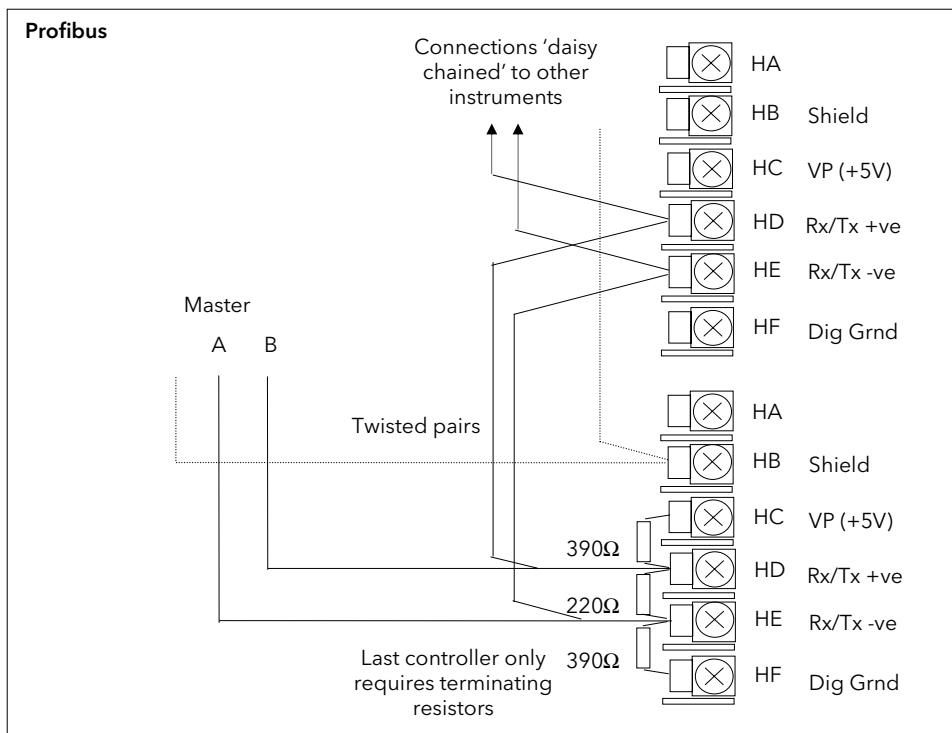 Profibus
Connections ‘daisy
chained’ to other
instruments
HA
HB Shield
HC VP (+5V)
HD Rx/Tx +ve
HE Rx/Tx -ve
HF Dig Grnd
Master
A B
Twisted pairs
HA
HB Shield
HC VP (+5V)
390Ω
HD Rx/Tx +ve
220Ω
HE Rx/Tx -ve
390Ω
HF Dig Grnd
Last controller only
requires terminating
resistors